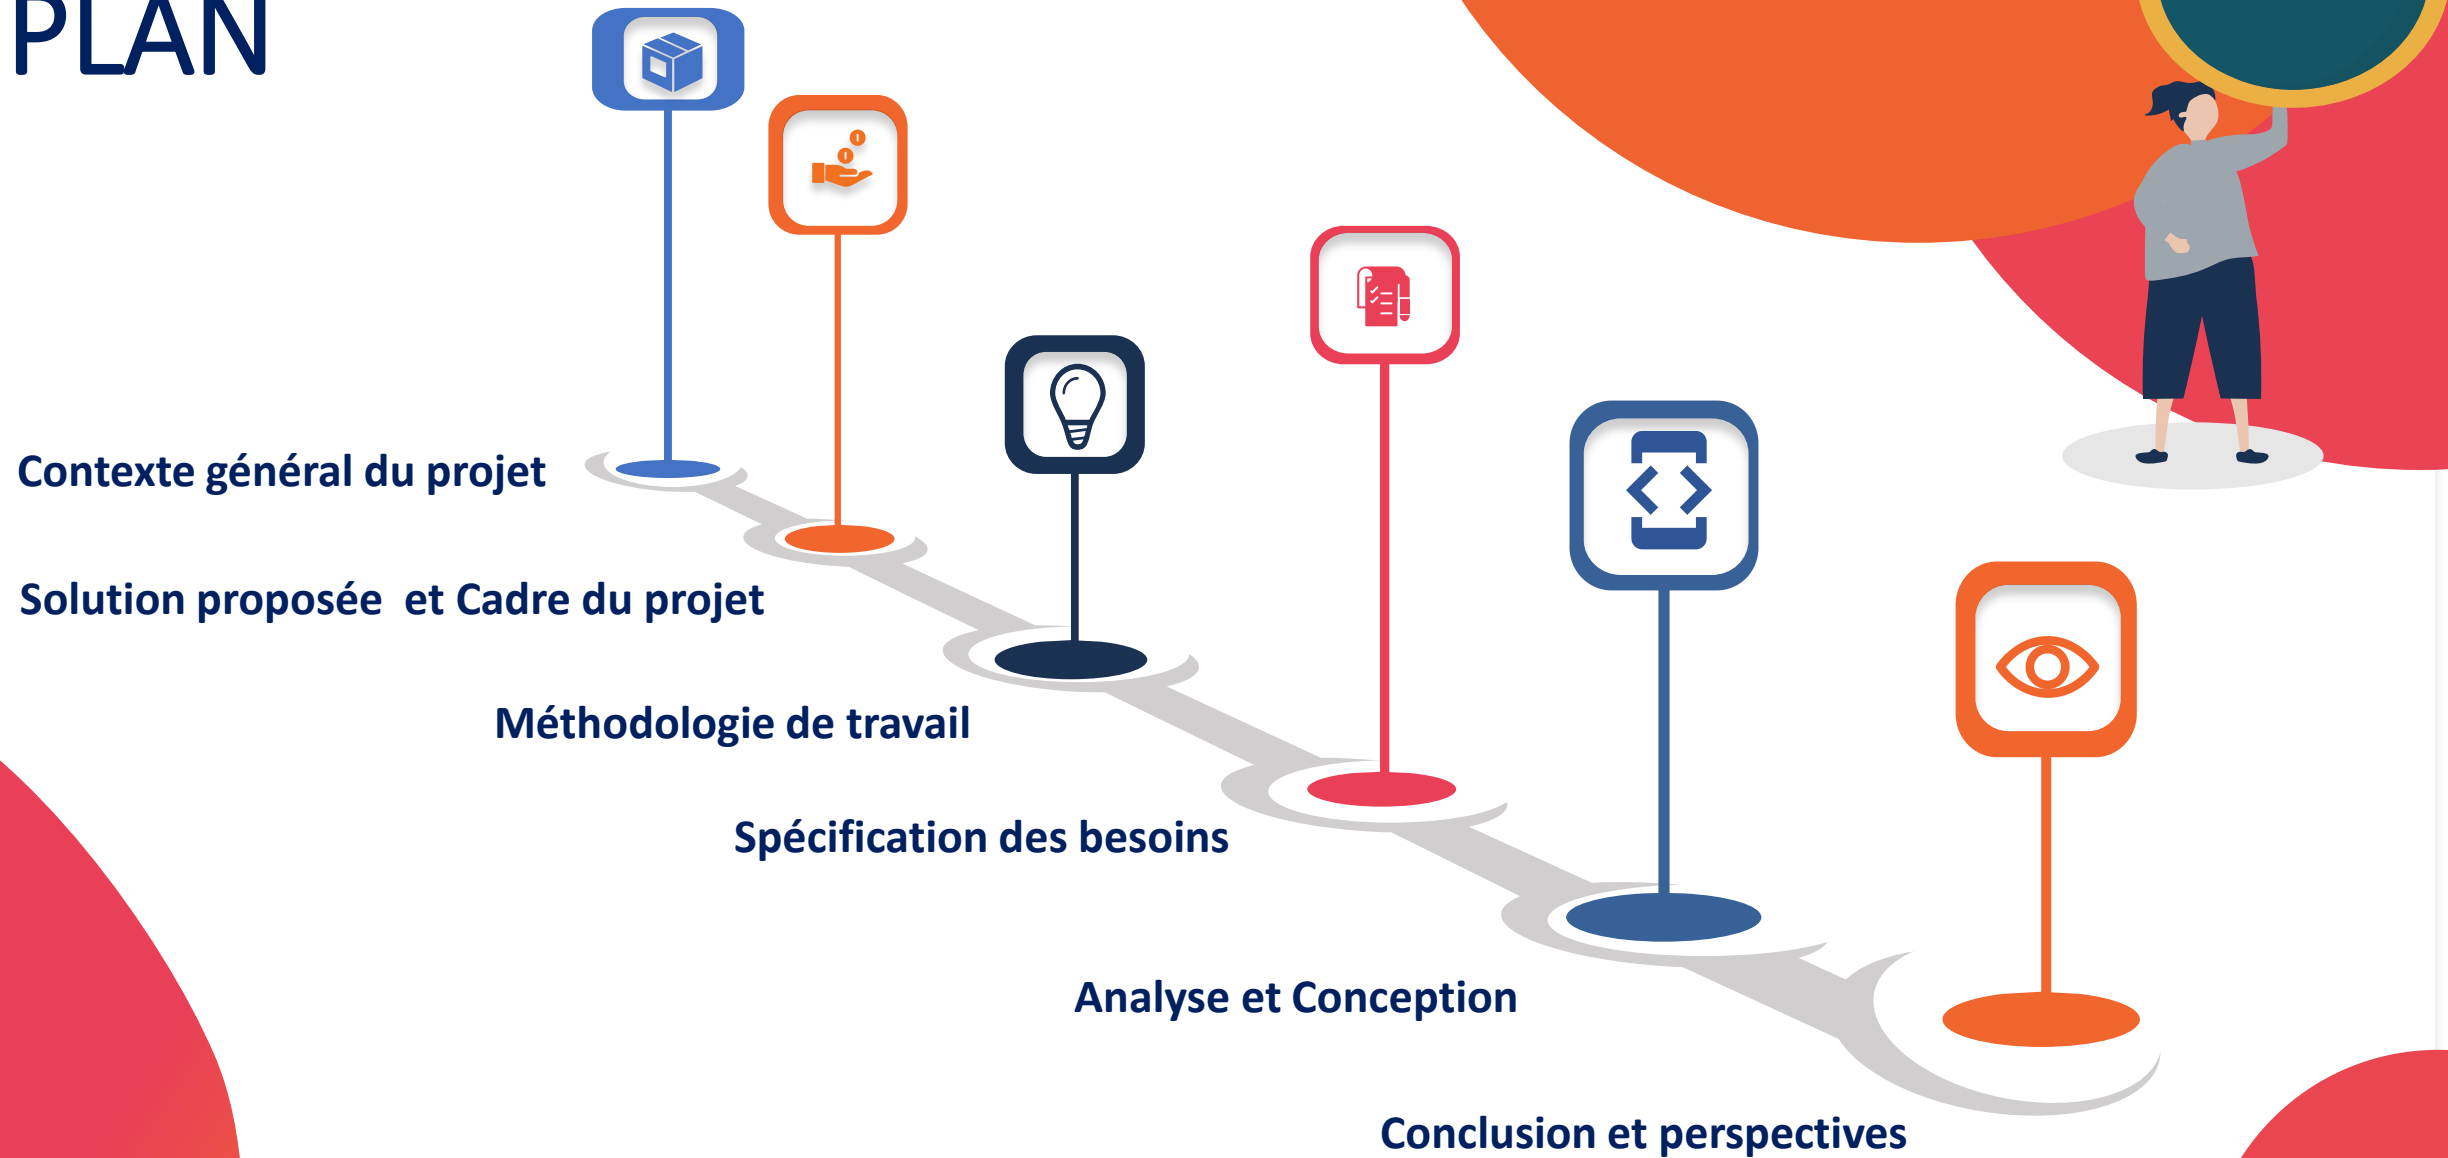 PLAN
Contexte général du projet
Solution proposée  et Cadre du projet
Méthodologie de travail
Spécification des besoins
Analyse et Conception
Conclusion et perspectives